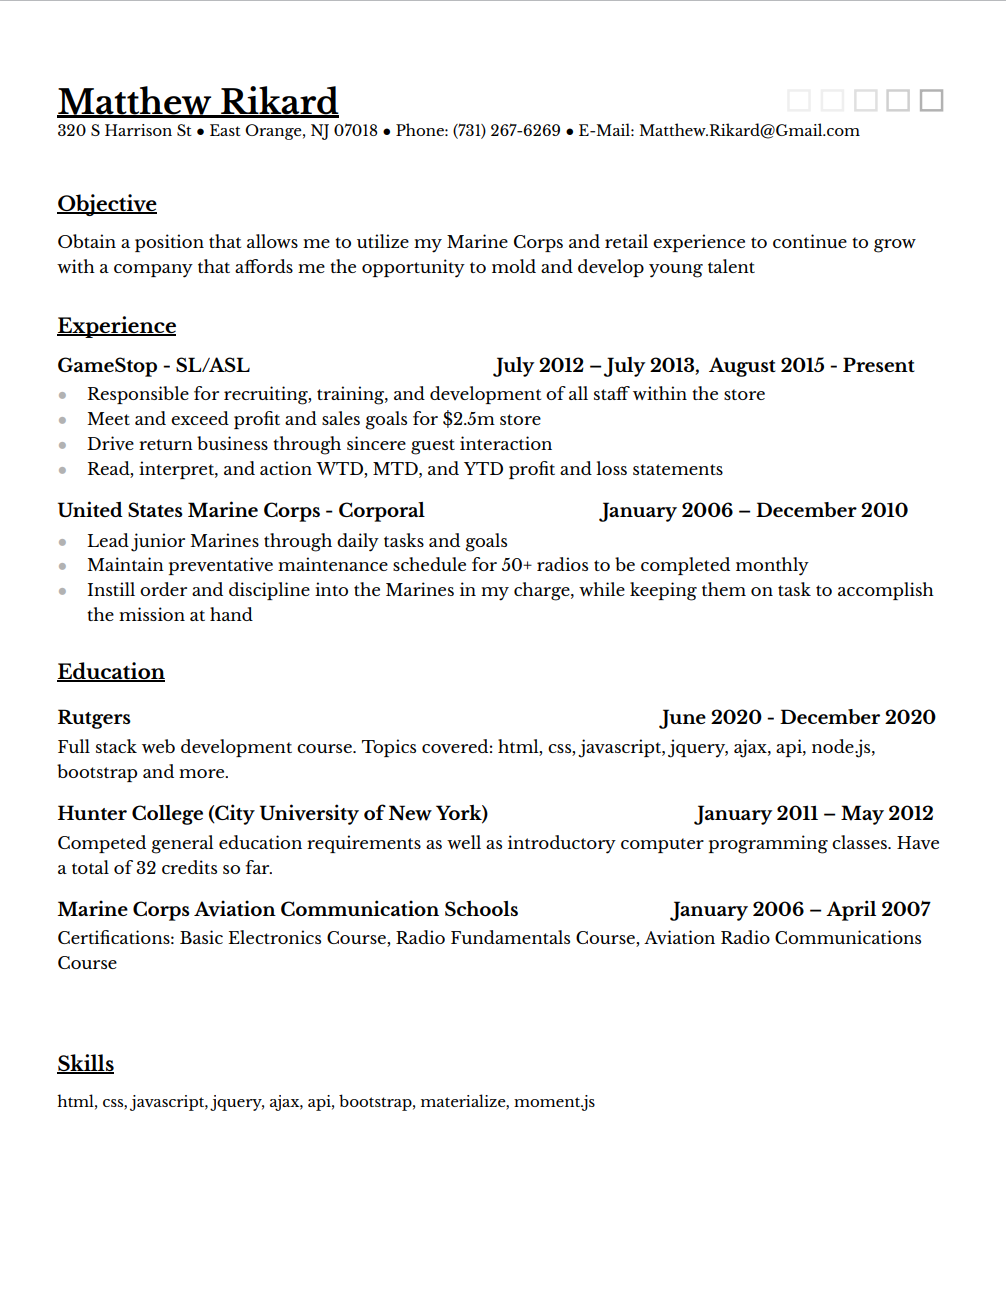 Matthew Rikard
320 S Harrison St ● East Orange, NJ 07018 ● Phone: (731) 267-6269 ● E-Mail: Matthew.Rikard@Gmail.com
Objective
Obtain a position that allows me to utilize my Marine Corps and retail experience to continue to grow
with a company that affords me the opportunity to mold and develop young talent
Experience
GameStop - SL/ASL July 2012 – July 2013, August 2015 - Present
● Responsible for recruiting, training, and development of all staff within the store
● Meet and exceed profit and sales goals for $2.5m store
● Drive return business through sincere guest interaction
● Read, interpret, and action WTD, MTD, and YTD profit and loss statements
United States Marine Corps - Corporal January 2006 – December 2010
● Lead junior Marines through daily tasks and goals
● Maintain preventative maintenance schedule for 50+ radios to be completed monthly
● Instill order and discipline into the Marines in my charge, while keeping them on task to accomplish
the mission at hand
Education
Rutgers June 2020 - December 2020
Full stack web development course. Topics covered: html, css, javascript, jquery, ajax, api, node.js,
bootstrap and more.
Hunter College (City University of New York) January 2011 – May 2012
Competed general education requirements as well as introductory computer programming classes. Have
a total of 32 credits so far.
Marine Corps Aviation Communication Schools January 2006 – April 2007
Certifications: Basic Electronics Course, Radio Fundamentals Course, Aviation Radio Communications
Course
Skills
html, css, javascript, jquery, ajax, api, bootstrap, materialize, moment.js